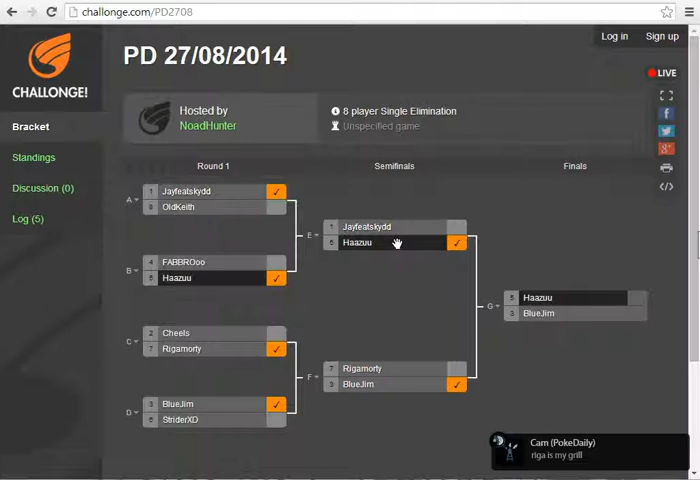 challonge.com/PD2708
Log in Sign up
PD 27/08/2014
CHALLONGE!
LIVE
Hosted by
NoadHunter
8 player Single Elimination
Unspecified game
Bracket
Standings
Discussion (0)
Log (5)
Round 1 Semifinals Finals
A
1 Jayfeatskydd
8 OldKeith
B
4 FABBROoo
5 Haazuu
C
2 Cheels
7 Rigamorty
D
3 BlueJim
6 StriderXD
E
1 Jayfeatskydd
5 Haazuu
F
7 Rigamorty
3 BlueJim
G
5 Haazuu
3 BlueJim
Cam (PokeDaily)
riga is my grill